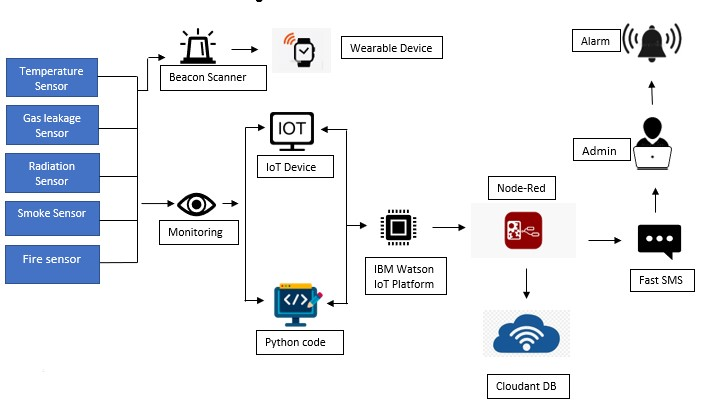 Temperature
Sensor
Gas leakage
Sensor
Radiation
Sensor
Smoke Sensor
Fire sensor
Beacon Scanner
Wearable Device
Monitoring
IOT
IoT Device
</>
Python code
IBM Watson
IoT Platform
Node-Red
Cloudant DB
Fast SMS
Admin
Alarm